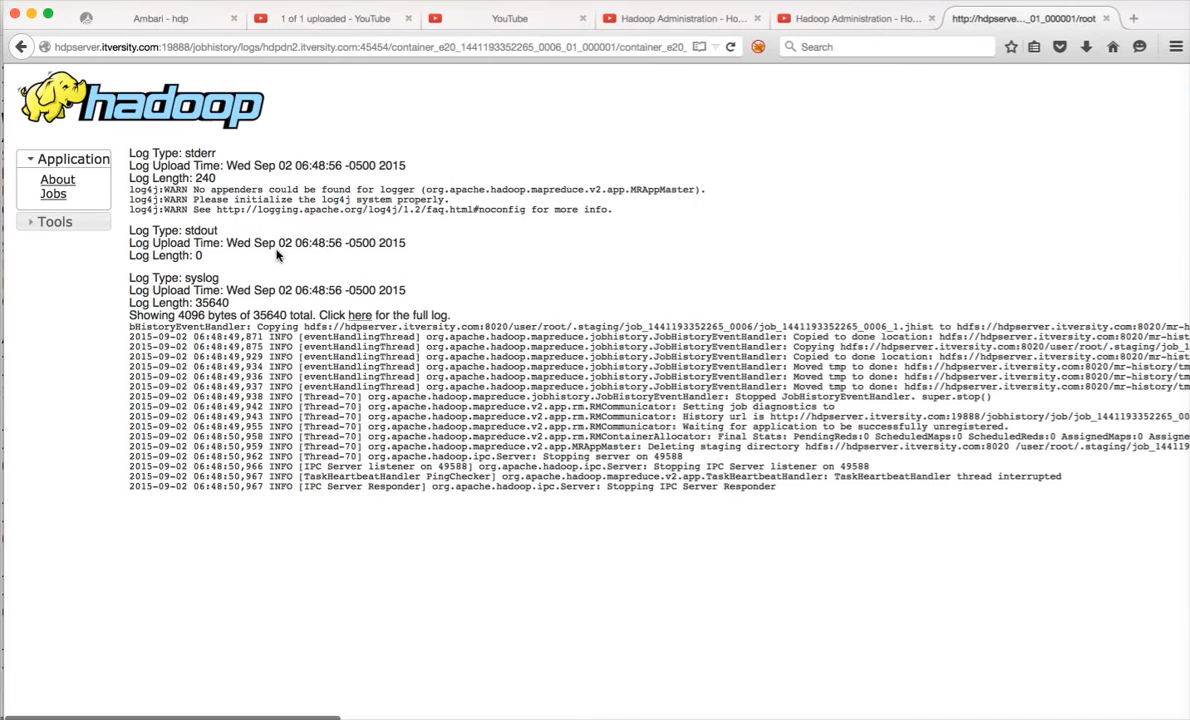 Ambari - hdp
1 of 1 uploaded - YouTube
YouTube
Hadoop Administration - Ho...
Hadoop Administration - Ho...
http://hdpserve..._01_000001/root
hdpserver.itversity.com:19888/jobhistory/logs/hdpdn2.itversity.com:45454/container_e20_1441193352265_0006_01_000001/container_e20_
Search
hadoop
Application
About
Jobs
Tools
Log Type: stderr
Log Upload Time: Wed Sep 02 06:48:56 -0500 2015
Log Length: 240
log4j:WARN No appenders could be found for logger (org.apache.hadoop.mapreduce.v2.app.MRAppMaster).
log4j:WARN Please initialize the log4j system properly.
log4j:WARN See http://logging.apache.org/log4j/1.2/faq.html#noconfig for more info.
Log Type: stdout
Log Upload Time: Wed Sep 02 06:48:56 -0500 2015
Log Length: 0
Log Type: syslog
Log Upload Time: Wed Sep 02 06:48:56 -0500 2015
Log Length: 35640
Showing 4096 bytes of 35640 total. Click here for the full log.
bHistoryEventHandler: Copying hdfs://hdpserver.itversity.com:8020/user/root/.staging/job_1441193352265_0006/job_1441193352265_0006_1.jhist to hdfs://hdpserver.itversity.com:8020/mr-h
2015-09-02 06:48:49,871 INFO [eventHandlingThread] org.apache.hadoop.mapreduce.jobhistory.JobHistoryEventHandler: Copied to done location: hdfs://hdpserver.itversity.com:8020/mr-hist
2015-09-02 06:48:49,875 INFO [eventHandlingThread] org.apache.hadoop.mapreduce.jobhistory.JobHistoryEventHandler: Copying hdfs://hdpserver.itversity.com:8020/user/root/.staging/job_1
2015-09-02 06:48:49,929 INFO [eventHandlingThread] org.apache.hadoop.mapreduce.jobhistory.JobHistoryEventHandler: Copied to done location: hdfs://hdpserver.itversity.com:8020/mr-hist
2015-09-02 06:48:49,934 INFO [eventHandlingThread] org.apache.hadoop.mapreduce.jobhistory.JobHistoryEventHandler: Moved tmp to done: hdfs://hdpserver.itversity.com:8020/mr-history/tm
2015-09-02 06:48:49,936 INFO [eventHandlingThread] org.apache.hadoop.mapreduce.jobhistory.JobHistoryEventHandler: Moved tmp to done: hdfs://hdpserver.itversity.com:8020/mr-history/tm
2015-09-02 06:48:49,937 INFO [eventHandlingThread] org.apache.hadoop.mapreduce.jobhistory.JobHistoryEventHandler: Moved tmp to done: hdfs://hdpserver.itversity.com:8020/mr-history/tm
2015-09-02 06:48:49,938 INFO [Thread-70] org.apache.hadoop.mapreduce.jobhistory.JobHistoryEventHandler: Stopped JobHistoryEventHandler. super.stop()
2015-09-02 06:48:49,942 INFO [Thread-70] org.apache.hadoop.mapreduce.v2.app.rm.RMCommunicator: Setting job diagnostics to
2015-09-02 06:48:49,943 INFO [Thread-70] org.apache.hadoop.mapreduce.v2.app.rm.RMCommunicator: History url is http://hdpserver.itversity.com:19888/jobhistory/job/job_1441193352265_00
2015-09-02 06:48:49,955 INFO [Thread-70] org.apache.hadoop.mapreduce.v2.app.rm.RMCommunicator: Waiting for application to be successfully unregistered.
2015-09-02 06:48:50,958 INFO [Thread-70] org.apache.hadoop.mapreduce.v2.app.rm.RMContainerAllocator: Final Stats: PendingReds:0 ScheduledMaps:0 ScheduledReds:0 AssignedMaps:0 Assigne
2015-09-02 06:48:50,959 INFO [Thread-70] org.apache.hadoop.mapreduce.v2.app.MRAppMaster: Deleting staging directory hdfs://hdpserver.itversity.com:8020 /user/root/.staging/job_144119
2015-09-02 06:48:50,962 INFO [Thread-70] org.apache.hadoop.ipc.Server: Stopping server on 49588
2015-09-02 06:48:50,966 INFO [IPC Server listener on 49588] org.apache.hadoop.ipc.Server: Stopping IPC Server listener on 49588
2015-09-02 06:48:50,967 INFO [TaskHeartbeatHandler PingChecker] org.apache.hadoop.mapreduce.v2.app.TaskHeartbeatHandler: TaskHeartbeatHandler thread interrupted
2015-09-02 06:48:50,967 INFO [IPC Server Responder] org.apache.hadoop.ipc.Server: Stopping IPC Server Responder